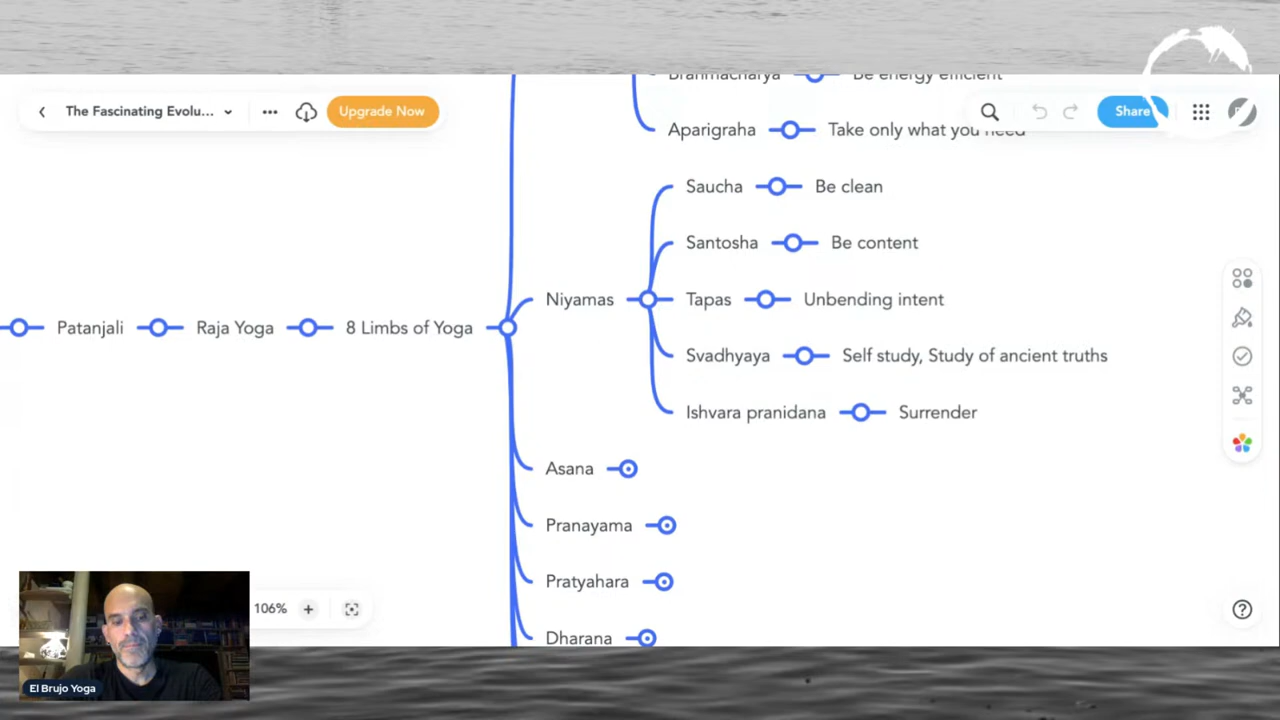 Brahmacharya Be energy efficient
The Fascinating Evolu... Upgrade Now Share
Aparigraha Take only what you need
Saucha Be clean
Santosha Be content
Niyamas Tapas Unbending intent
Patanjali Raja Yoga 8 Limbs of Yoga
Svadhyaya Self study, Study of ancient truths
Ishvara pranidana Surrender
Asana
Pranayama
Pratyahara
106%
Dharana
El Brujo Yoga